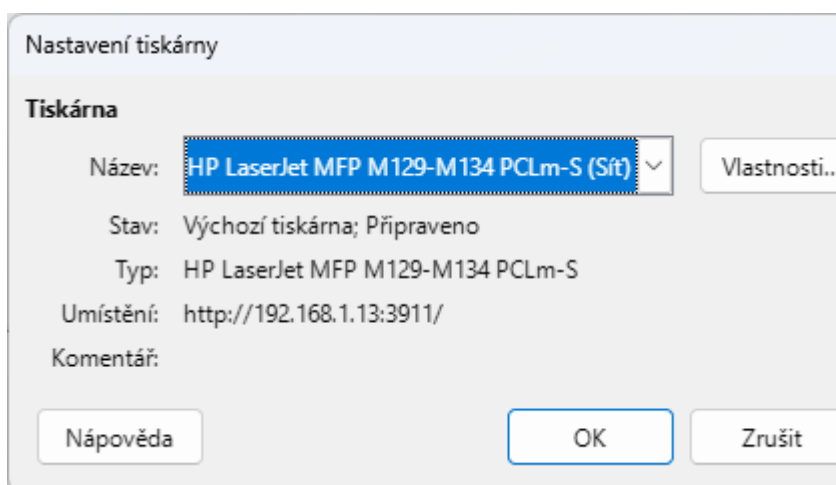 Nastavení tiskárny
Tiskárna
Název: HP LaserJet MFP M129-M134 PCLm-S (Síť) Vlastnosti...
Stav: Výchozí tiskárna; Připraveno
Typ: HP LaserJet MFP M129-M134 PCLm-S
Umístění: http://192.168.1.13:3911/
Komentář:
Nápověda OK Zrušit